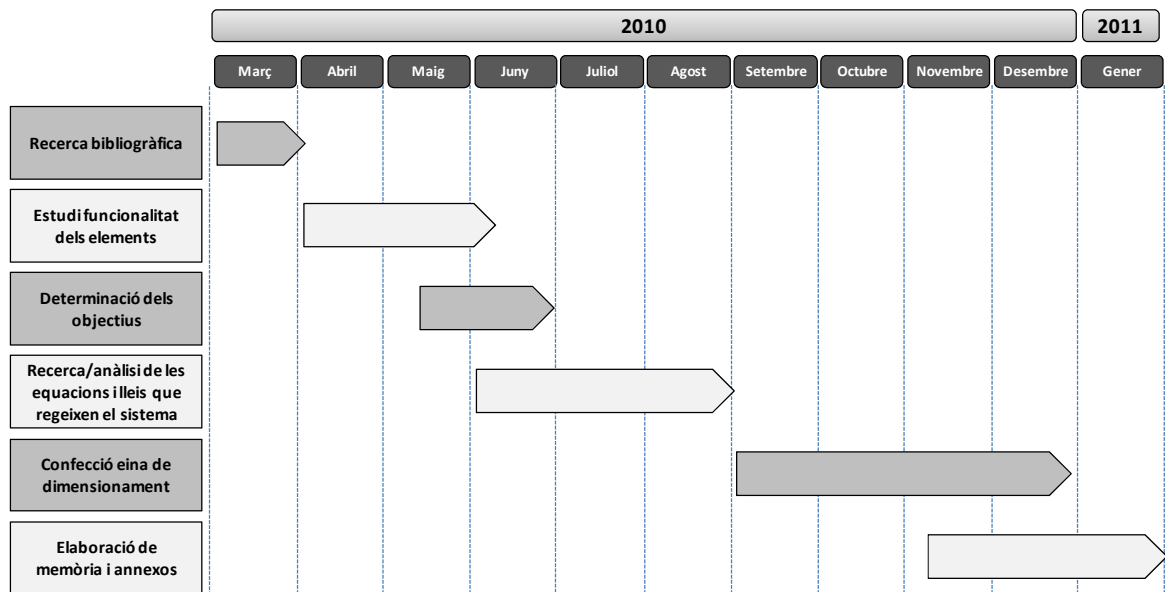 2010
2011
Març
Abril
Maig
Juny
Juliol
Agost
Setembre
Octubre
Novembre
Desembre
Gener
Recerca bibliogràfica
Estudi funcionalitat
dels elements
Determinació dels
objectius
Recerca/anàlisi de les
equacions i lleis que
regeixen el sistema
Confecció eina de
dimensionament
Elaboració de
memòria i annexos